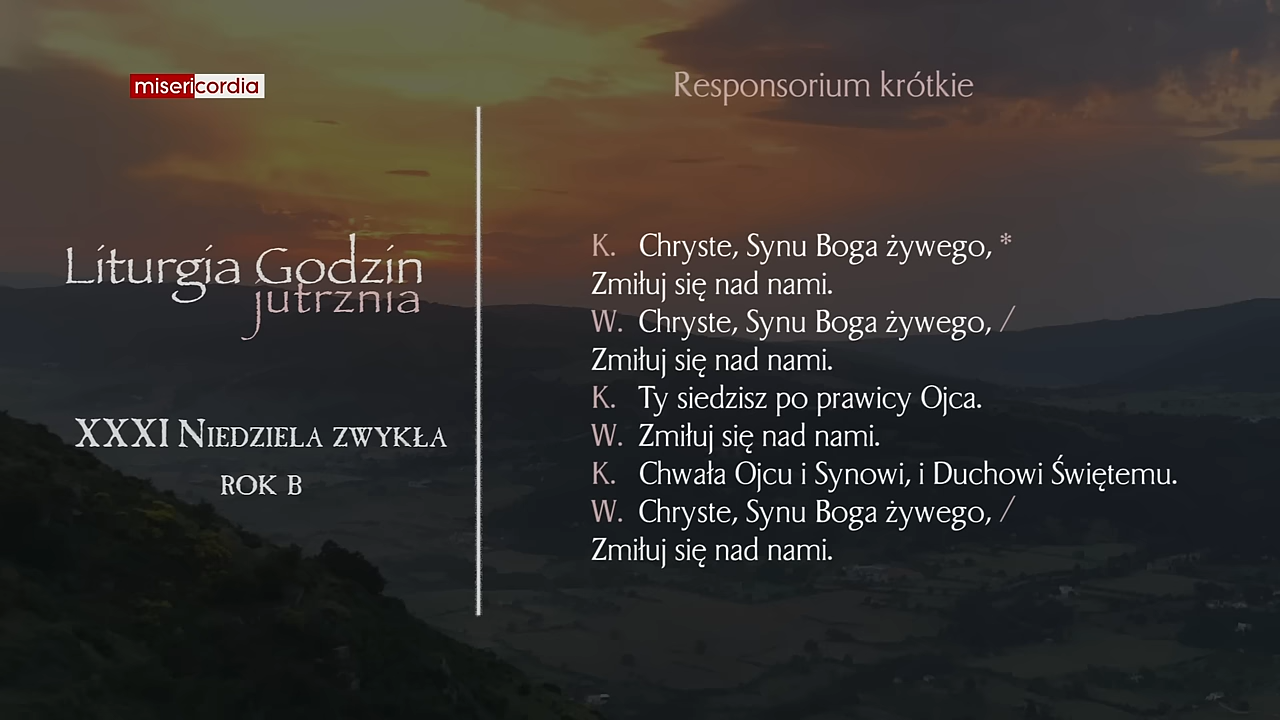 misericordia
Liturgia Godzin
jutrznia
XXXI Niedziela zwykła
rok B
Responsorium krótkie
K. Chryste, Synu Boga żywego, *
Zmiłuj się nad nami.
W. Chryste, Synu Boga żywego, /
Zmiłuj się nad nami.
K. Ty siedzisz po prawicy Ojca.
W. Zmiłuj się nad nami.
K. Chwała Ojcu i Synowi, i Duchowi Świętemu.
W. Chryste, Synu Boga żywego, /
Zmiłuj się nad nami.